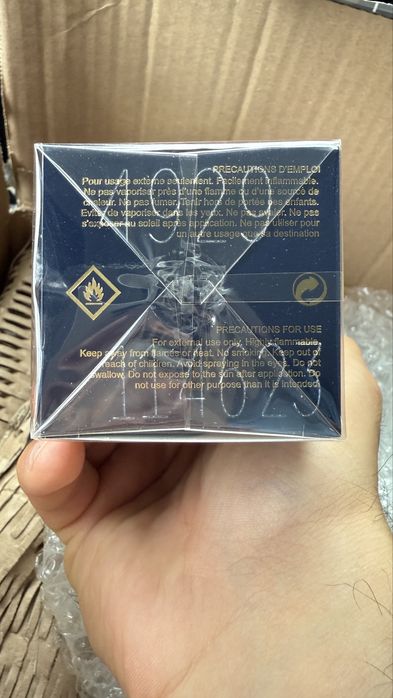 PRECAUTIONS D'EMPLOI
Pour usage externe seulement. Facilement inflammable.
Ne pas vaporiser près d'une flamme ou d'une source de
chaleur. Ne pas fumer. Tenir hors de portée des enfants.
Eviter de vaporiser dans les yeux. Ne pas avaler. Ne pas
s'exposer au soleil après application. Ne pas utiliser pour
un autre usage que sa destination
PRECAUTIONS FOR USE
For external use only, Highly flammable.
Keep away from flames or heat. No smoking. Keep out of
reach of children. Avoid spraying in the eyes. Do not
swallow. Do not expose to the sun after application. Do
not use for other purpose than it is intended